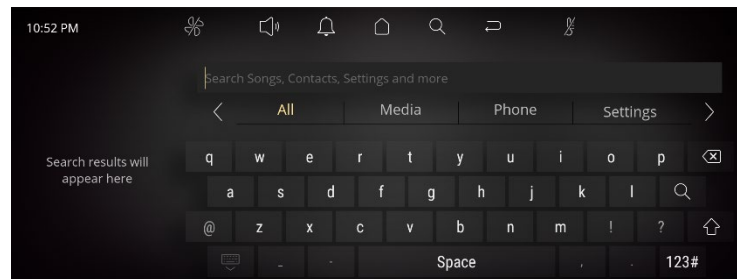 10:52 PM
Search Songs, Contacts, Settings and more
All Media Phone Settings
Search results will
appear here
q w e r t y u i o p
a s d f g h j k l
@ z x c v b n m ! ?
_ - Space , . 123#